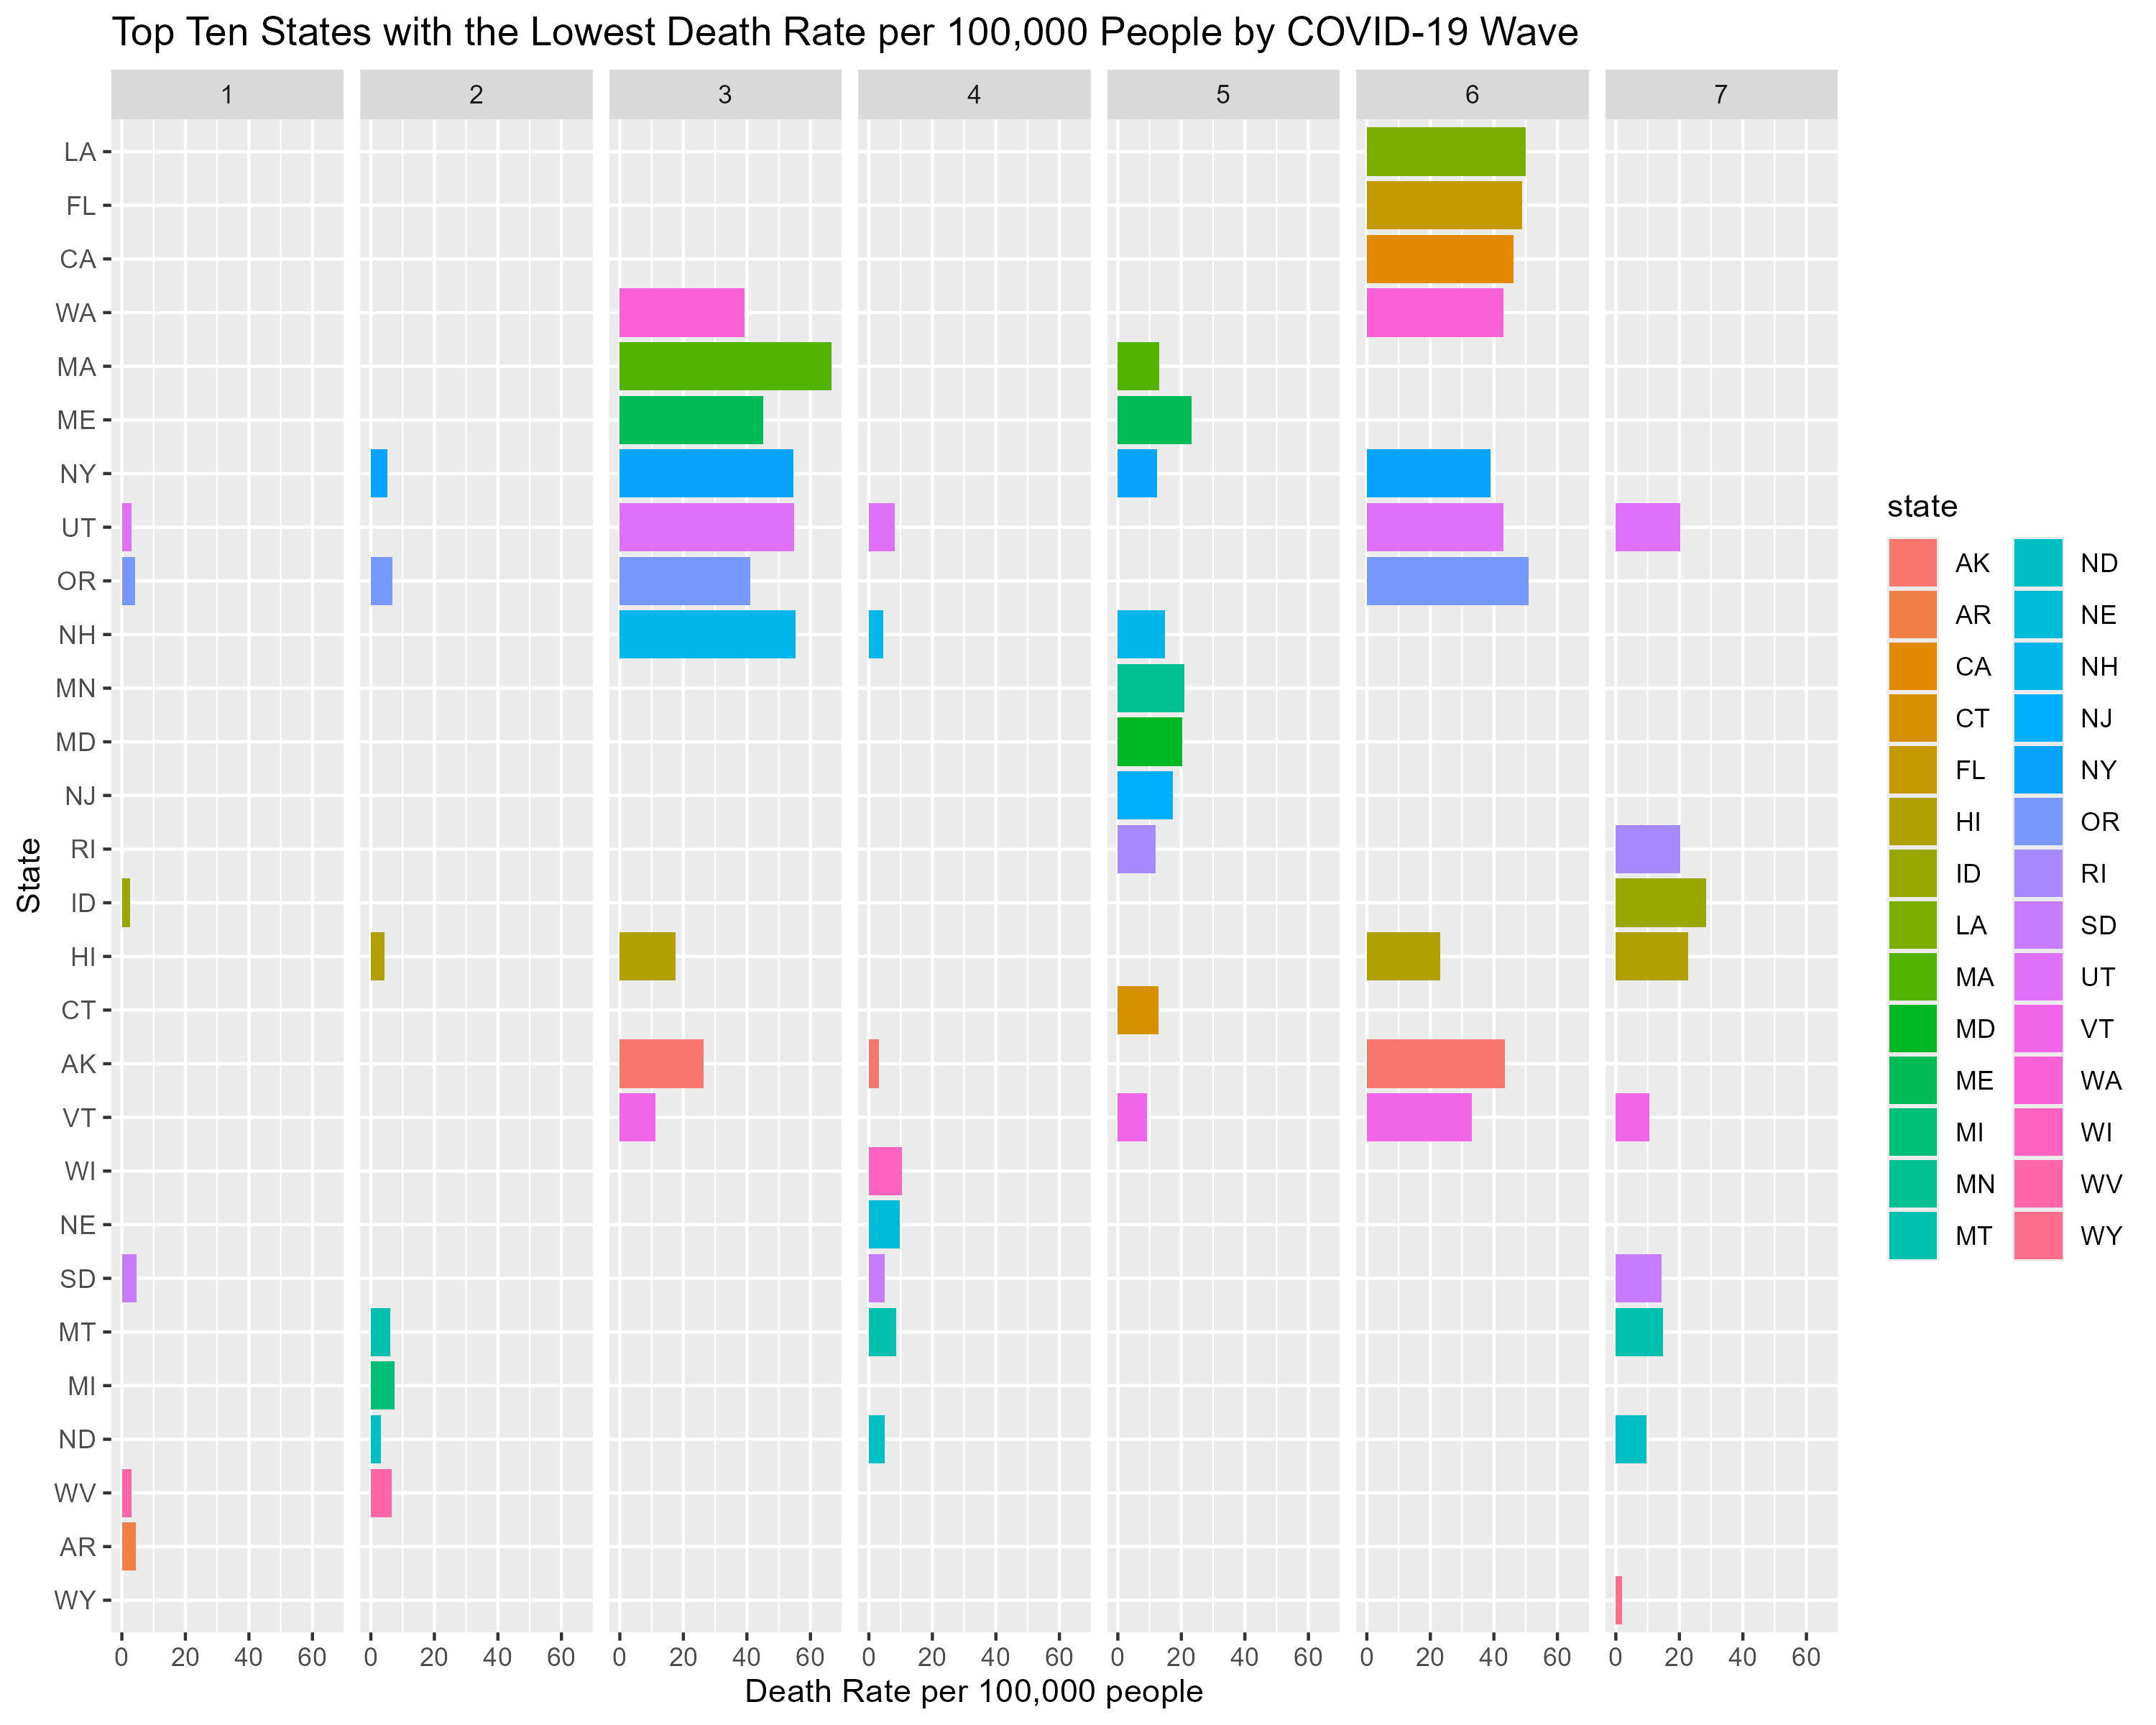 Top Ten States with the Lowest Death Rate per 100,000 People by COVID-19 Wave
1 2 3 4 5 6 7
State
LA
FL
CA
WA
MA
ME
NY
UT
OR
NH
MN
MD
NJ
RI
ID
HI
CT
AK
VT
WI
NE
SD
MT
MI
ND
WV
AR
WY
0 20 40 60 0 20 40 60 0 20 40 60 0 20 40 60 0 20 40 60 0 20 40 60 0 20 40 60
Death Rate per 100,000 people
state
AK ND
AR NE
CA NH
CT NJ
FL NY
HI OR
ID RI
LA SD
MA UT
MD VT
ME WA
MI WI
MN WV
MT WY